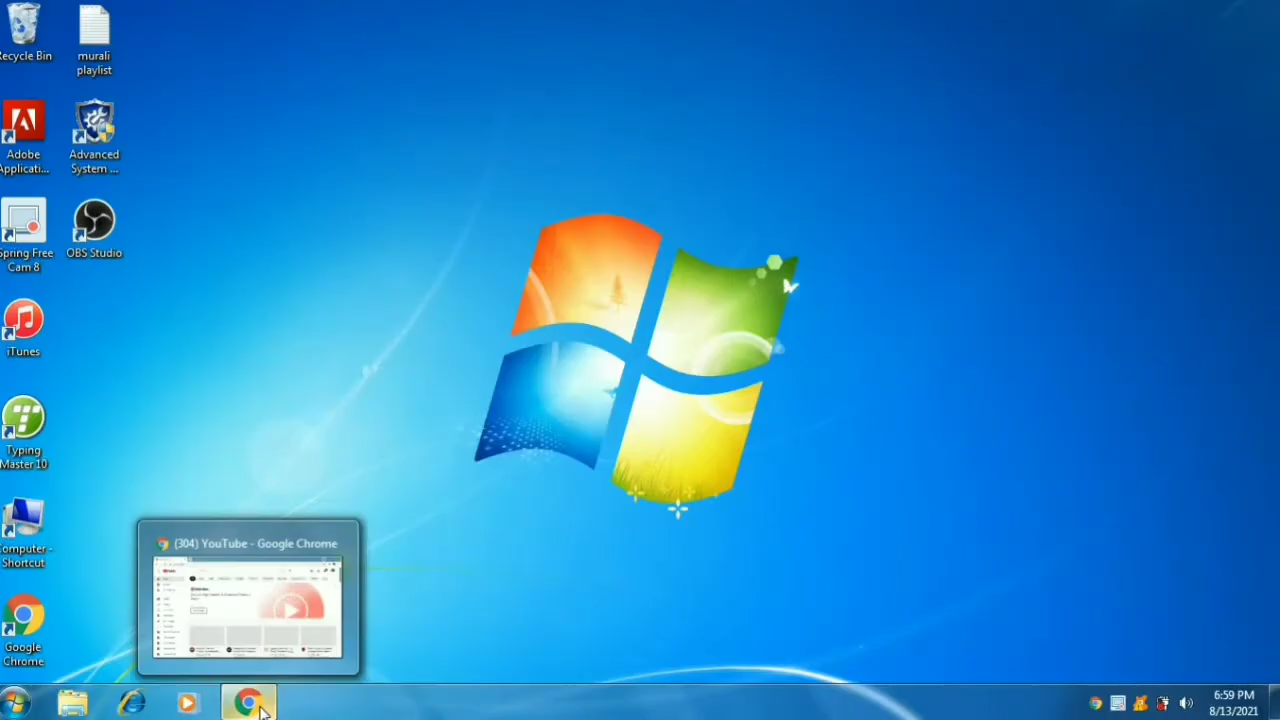 Recycle Bin
murali
playlist
Adobe
Applicati...
Advanced
System ...
Spring Free
Cam 8
OBS Studio
iTunes
Typing
Master 10
Computer -
Shortcut
Google
Chrome
(304) YouTube - Google Chrome
6:59 PM
8/13/2021